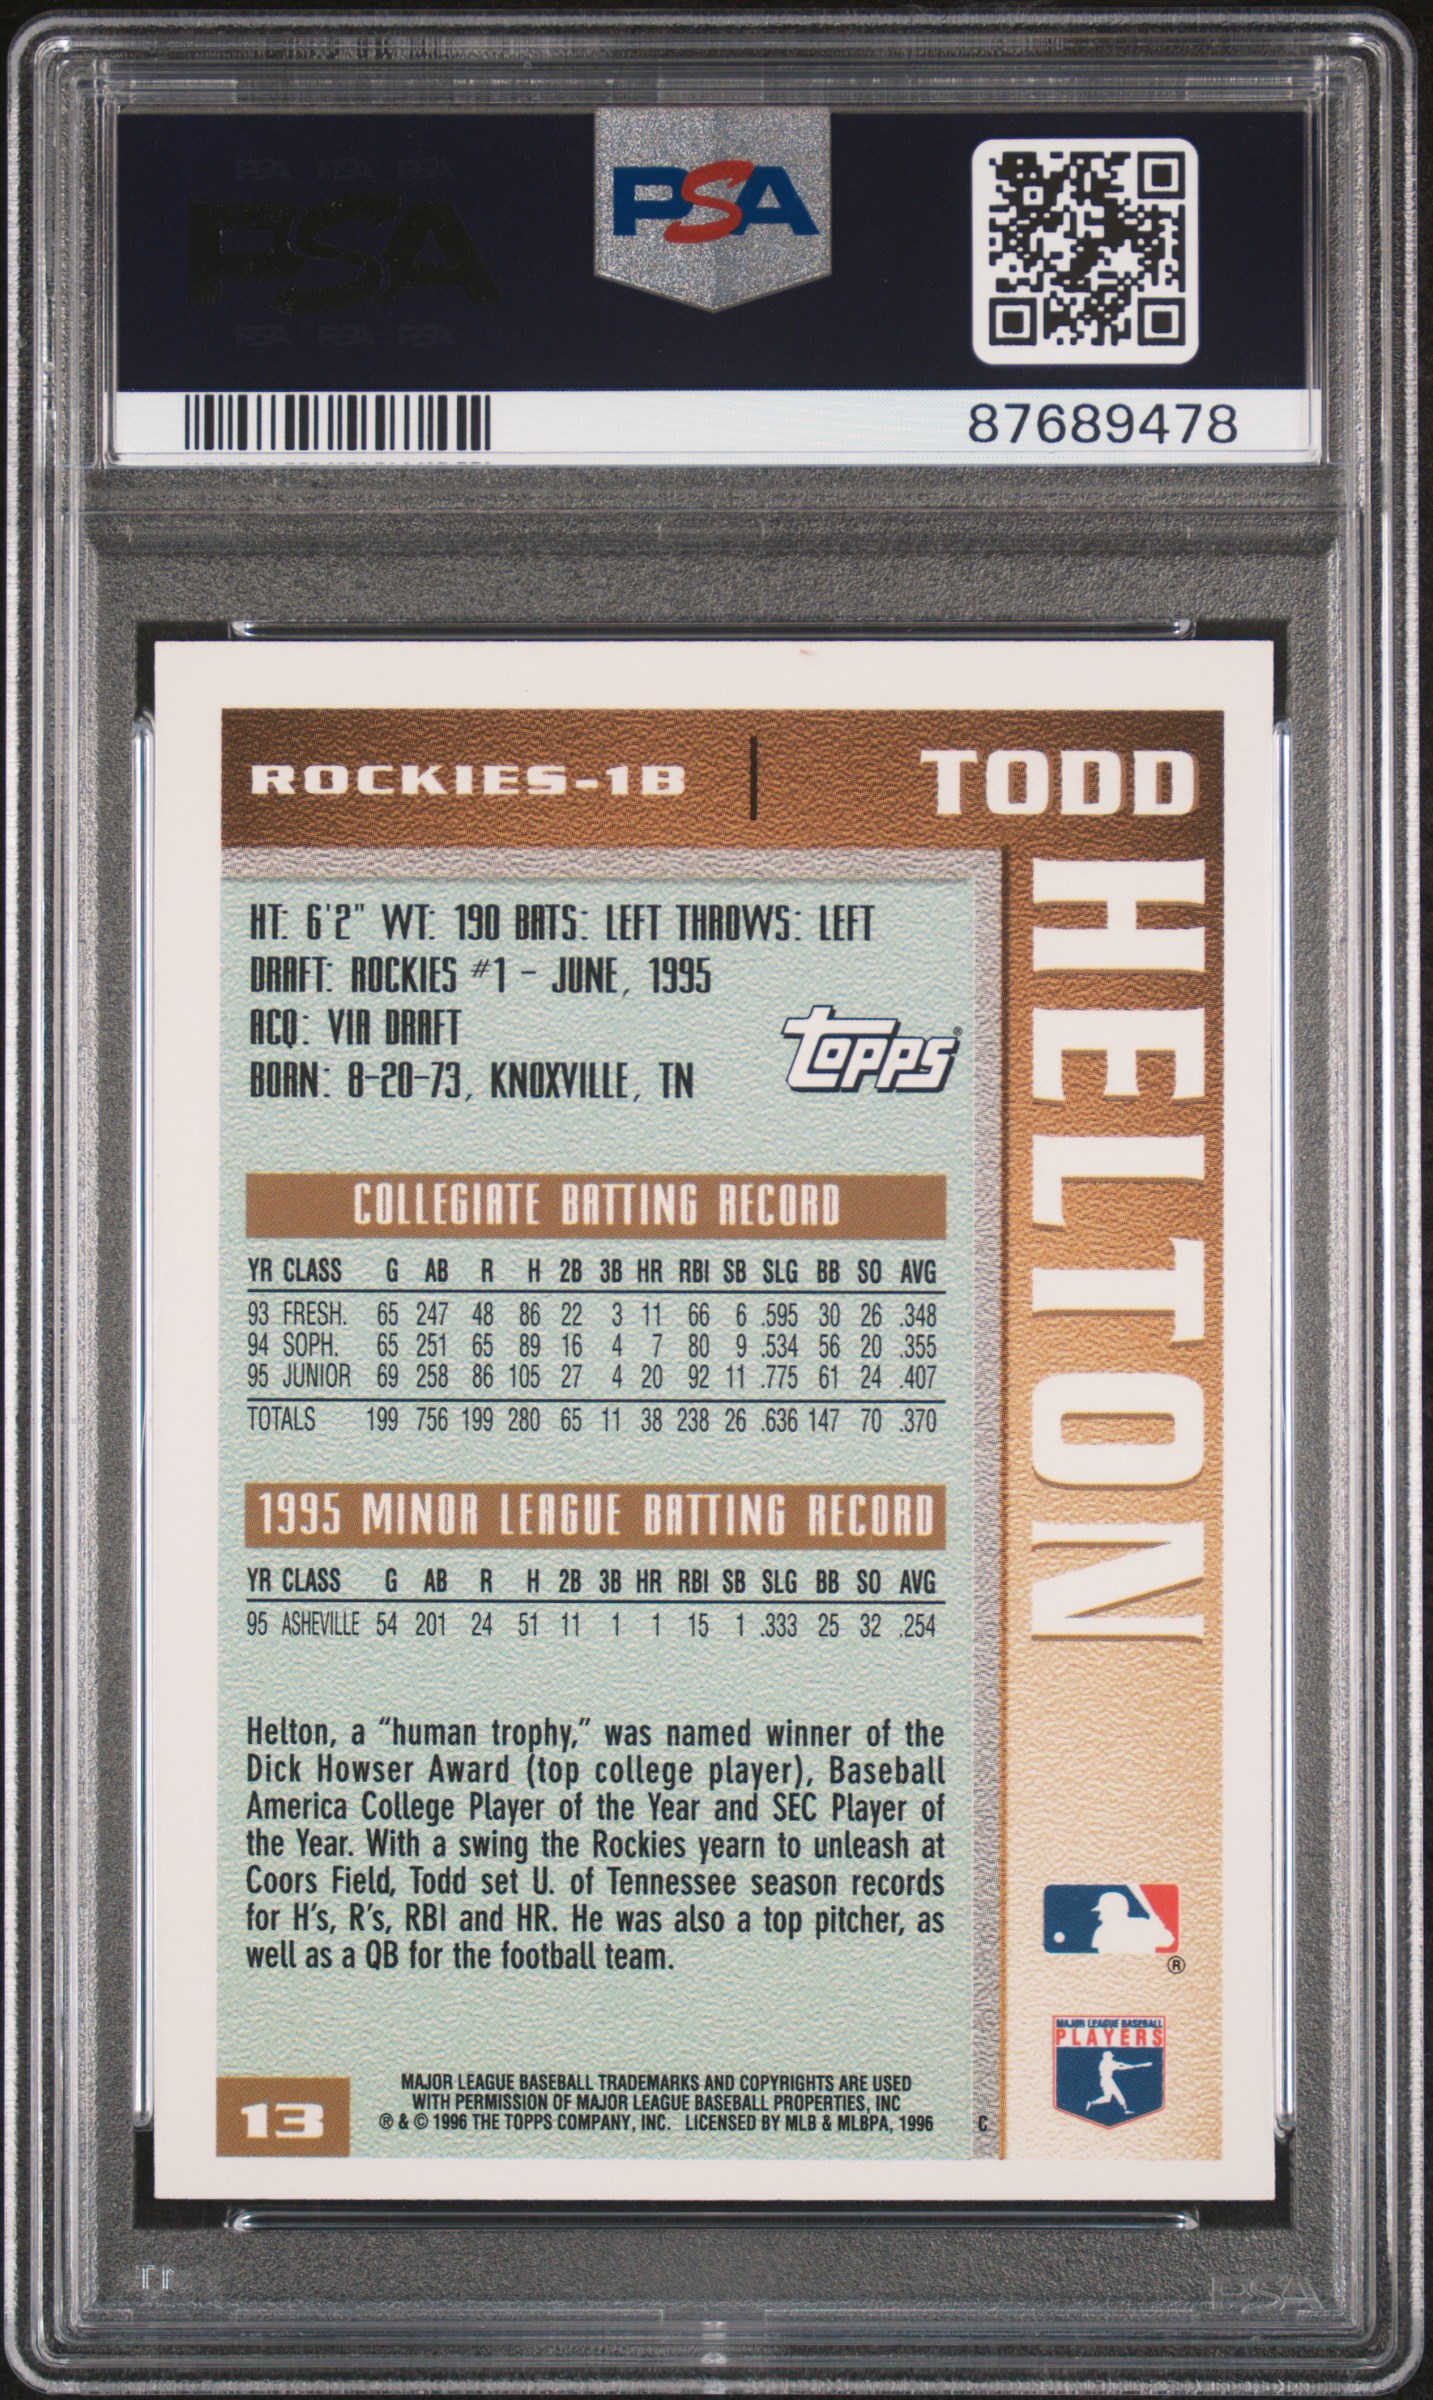 PSA PSA PSA
PSA
PSA PSA PSA
PSA
87689478
ROCKIES-1B
TODD
HELTON
HT: 6'2" WT: 190 BATS: LEFT THROWS: LEFT
DRAFT: ROCKIES #1 – JUNE, 1995
ACQ: VIA DRAFT
BORN: 8-20-73, KNOXVILLE, TN
Topps®
COLLEGIATE BATTING RECORD
YR CLASS G AB R H 2B 3B HR RBI SB SLG BB SO AVG
93 FRESH. 65 247 48 86 22 3 11 66 6 .595 30 26 .348
94 SOPH. 65 251 65 89 16 4 7 80 9 .534 56 20 .355
95 JUNIOR 69 258 86 105 27 4 20 92 11 .775 61 24 .407
TOTALS 199 756 199 280 65 11 38 238 26 .636 147 70 .370
1995 MINOR LEAGUE BATTING RECORD
YR CLASS G AB R H 2B 3B HR RBI SB SLG BB SO AVG
95 ASHEVILLE 54 201 24 51 11 1 1 15 1 .333 25 32 .254
Helton, a “human trophy,” was named winner of the
Dick Howser Award (top college player), Baseball
America College Player of the Year and SEC Player of
the Year. With a swing the Rockies yearn to unleash at
Coors Field, Todd set U. of Tennessee season records
for H’s, R’s, RBI and HR. He was also a top pitcher, as
well as a QB for the football team.
®
MAJOR LEAGUE BASEBALL
PLAYERS
13
MAJOR LEAGUE BASEBALL TRADEMARKS AND COPYRIGHTS ARE USED
WITH PERMISSION OF MAJOR LEAGUE BASEBALL PROPERTIES, INC
® & © 1996 THE TOPPS COMPANY, INC. LICENSED BY MLB & MLBPA, 1996
C
PSA